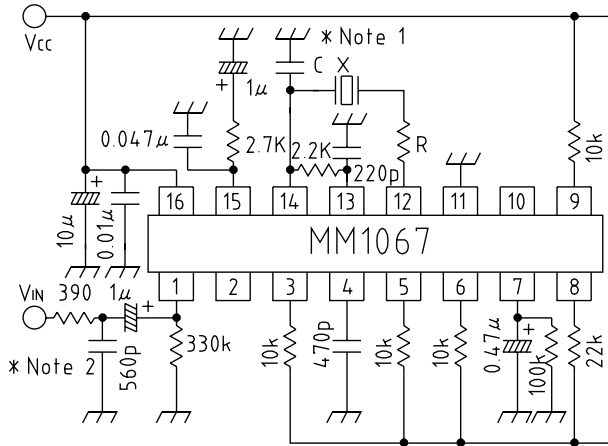 Vcc
* Note 1
C X
+ 1μ
0.047μ
2.7K
2.2K
220p
R
10k
10μ
+
0.01μ
16 15 14 13 12 11 10 9
MM1067
1 2 3 4 5 6 7 8
VIN
390
1μ
+
* Note 2
560p
330k
10k
470p
10k
10k
0.47μ
+
100k
22k